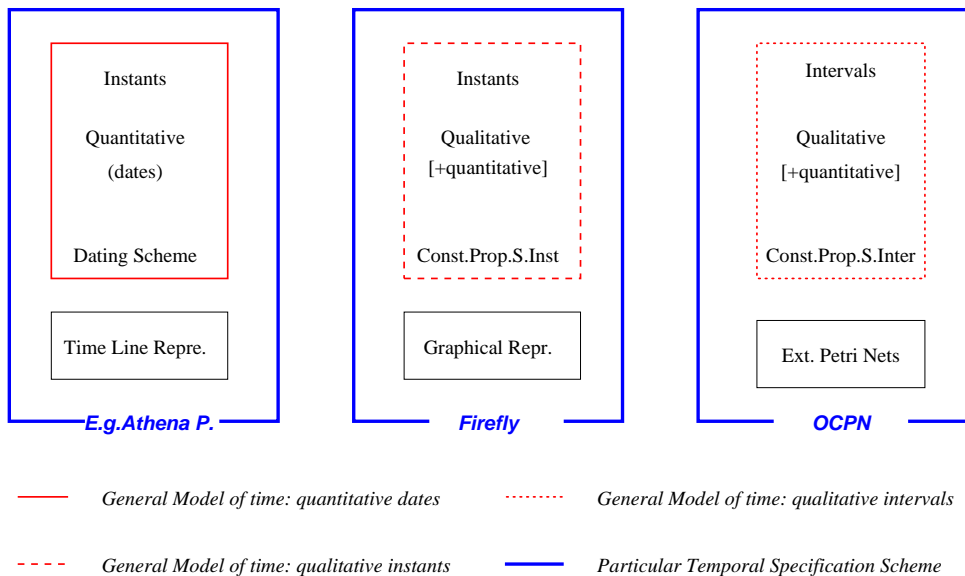 Instants
Quantitative
(dates)
Dating Scheme
Time Line Repre.
E.g.Athena P.
Instants
Qualitative
[+quantitative]
Const.Prop.S.Inst
Graphical Repr.
Firefly
Intervals
Qualitative
[+quantitative]
Const.Prop.S.Inter
Ext. Petri Nets
OCPN
General Model of time: quantitative dates
General Model of time: qualitative intervals
General Model of time: qualitative instants
Particular Temporal Specification Scheme